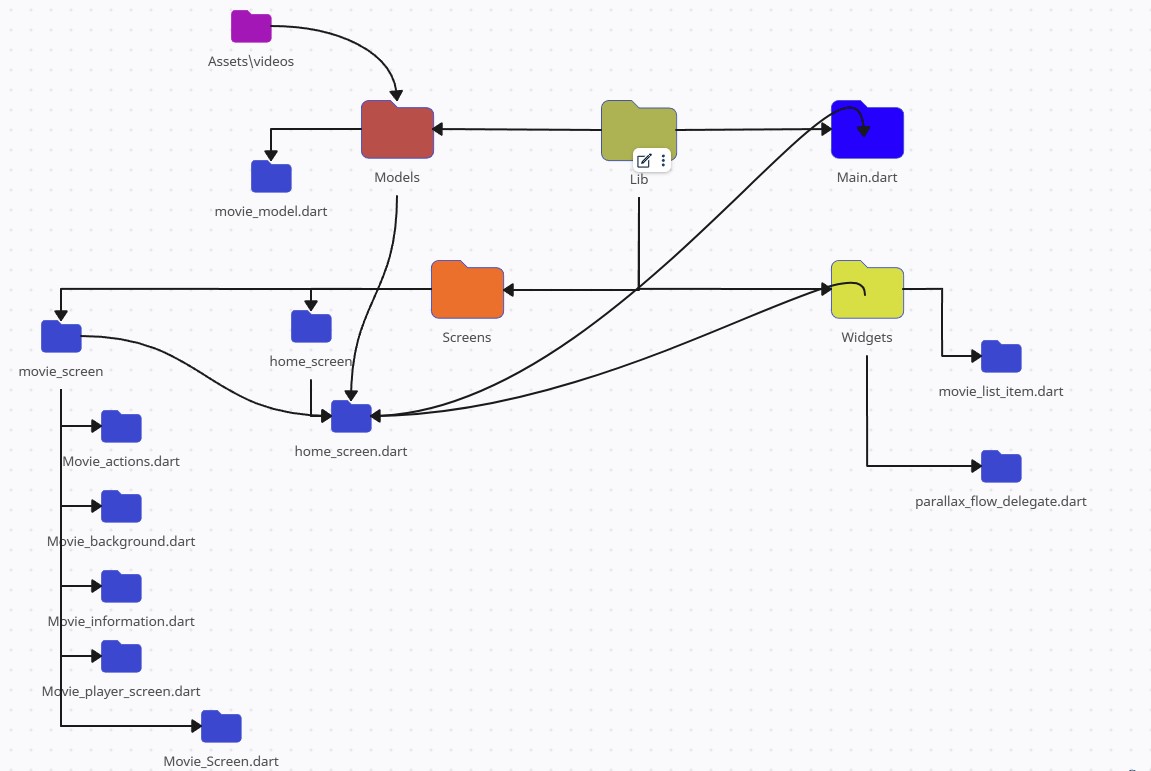 Assets\videos
Models
Lib
Main.dart
movie_model.dart
Screens
Widgets
movie_screen
home_screen
movie_list_item.dart
home_screen.dart
Movie_actions.dart
parallax_flow_delegate.dart
Movie_background.dart
Movie_information.dart
Movie_player_screen.dart
Movie_Screen.dart